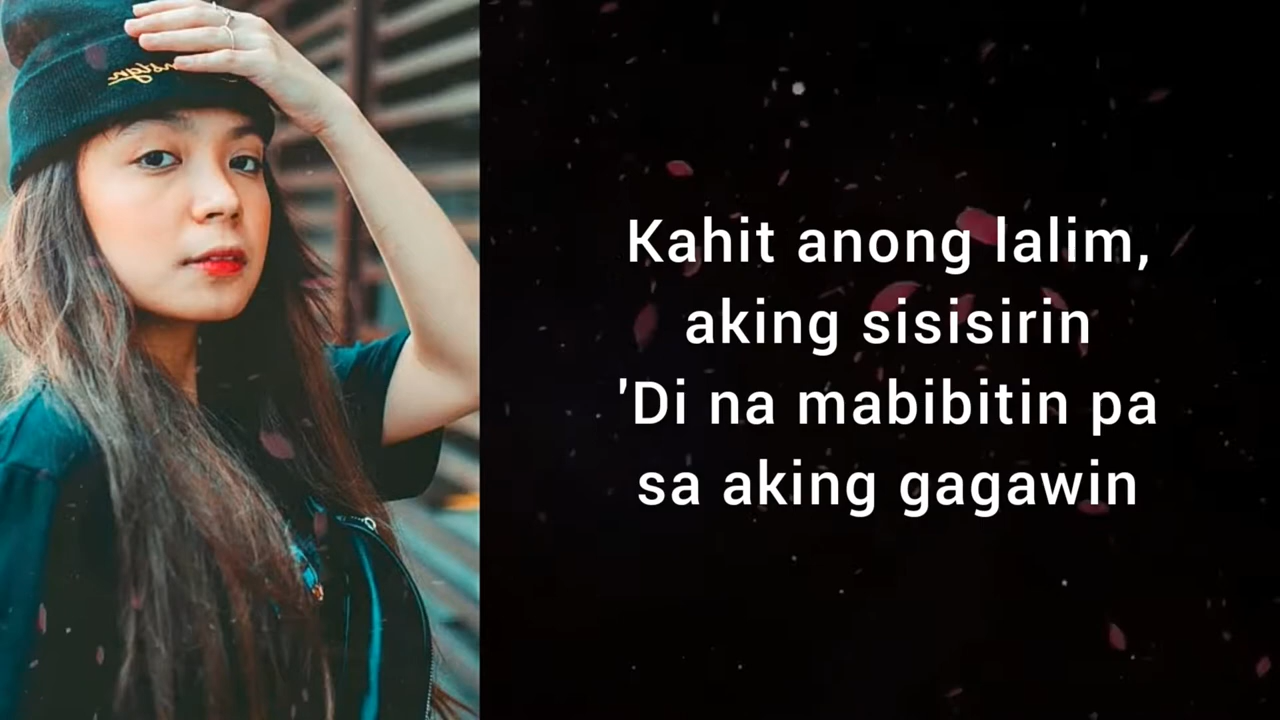 Kahit anong lalim,
aking sisisirin
'Di na mabibitin pa
sa aking gagawin